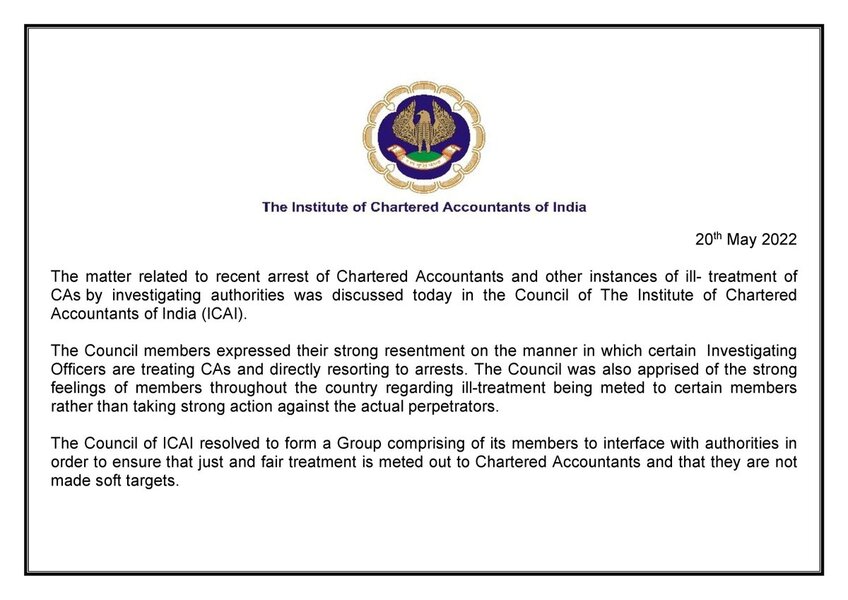 The Institute of Chartered Accountants of India
20th May 2022
The matter related to recent arrest of Chartered Accountants and other instances of ill- treatment of
CAs by investigating authorities was discussed today in the Council of The Institute of Chartered
Accountants of India (ICAI).
The Council members expressed their strong resentment on the manner in which certain Investigating
Officers are treating CAs and directly resorting to arrests. The Council was also apprised of the strong
feelings of members throughout the country regarding ill-treatment being meted to certain members
rather than taking strong action against the actual perpetrators.
The Council of ICAI resolved to form a Group comprising of its members to interface with authorities in
order to ensure that just and fair treatment is meted out to Chartered Accountants and that they are not
made soft targets.